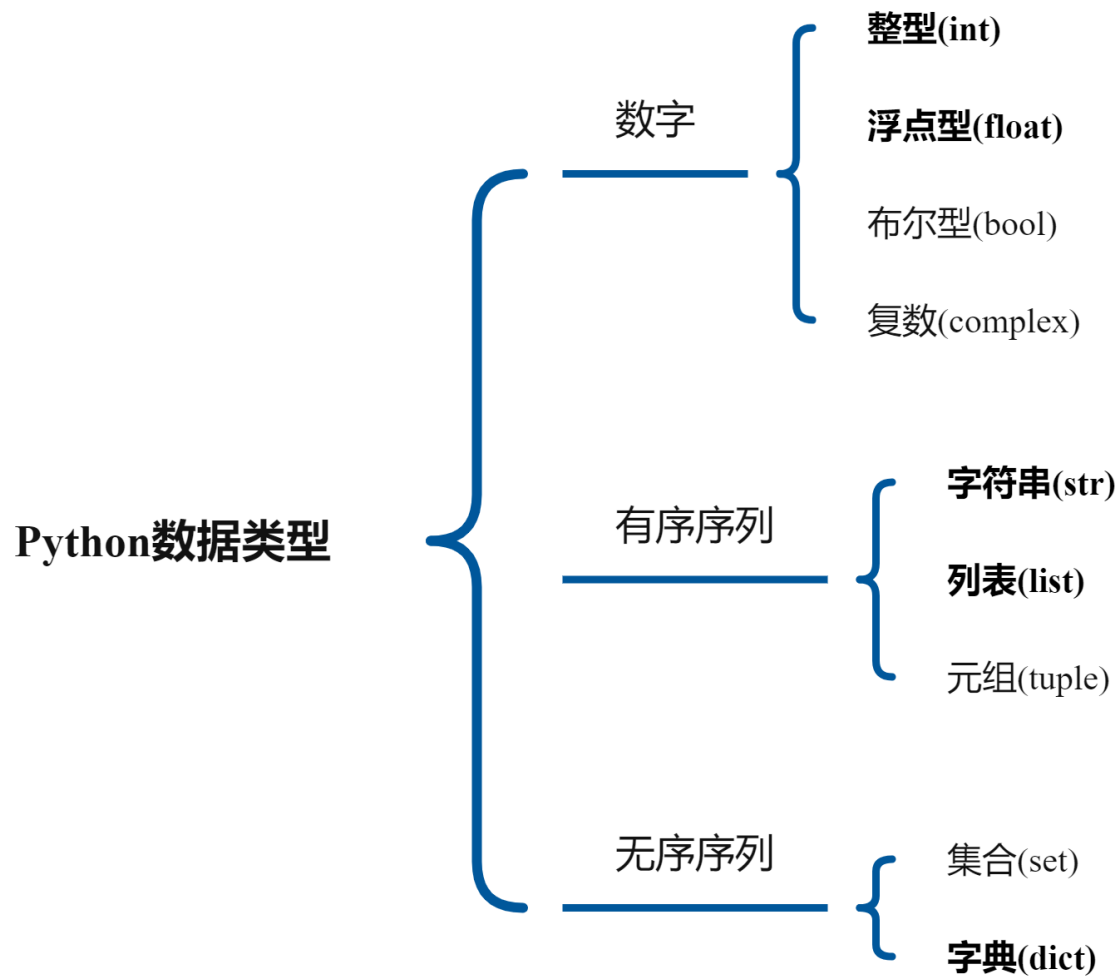 Python数据类型
数字
整型(int)
浮点型(float)
布尔型(bool)
复数(complex)
有序序列
字符串(str)
列表(list)
元组(tuple)
无序序列
集合(set)
字典(dict)